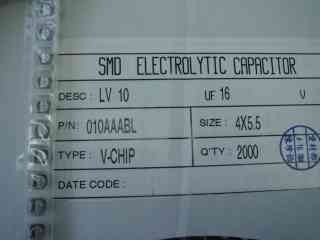 SMD ELECTROLYTIC CAPACITOR
DESC : LV 10 UF 16 V
P/N: 010AAABL SIZE : 4X5.5
TYPE : V-CHIP Q'TY : 2000
DATE CODE :